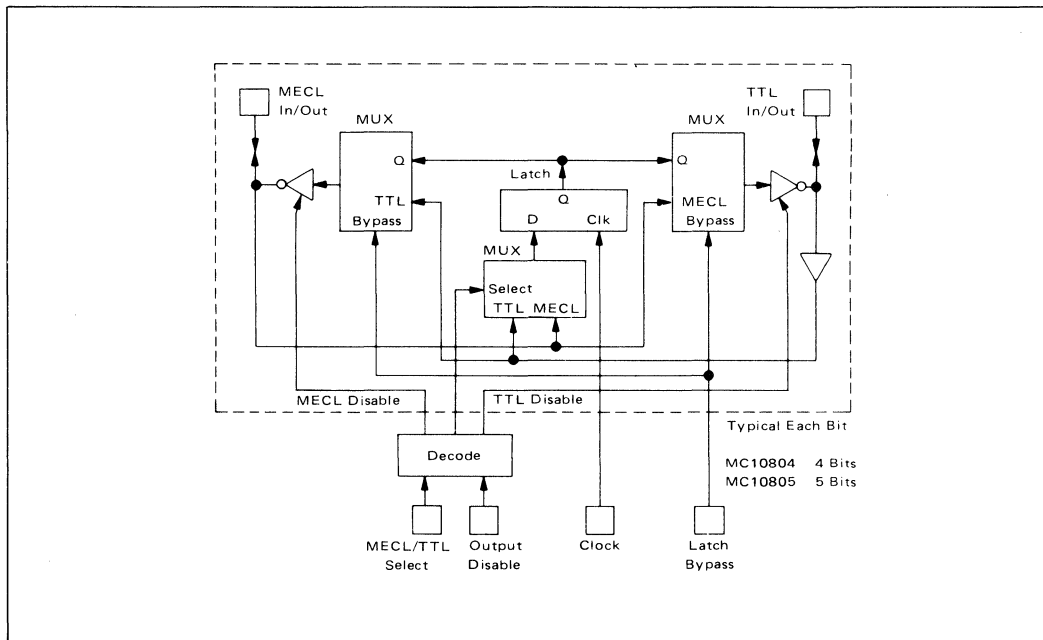 MECL
In/Out
TTL
In/Out
MUX
MUX
Q
Q
Latch
TTL
Bypass
Q
D Clk
MECL
Bypass
MUX
Select
TTL MECL
MECL Disable
TTL Disable
Typical Each Bit
Decode
MC10804 4 Bits
MC10805 5 Bits
MECL/TTL
Select
Output
Disable
Clock
Latch
Bypass